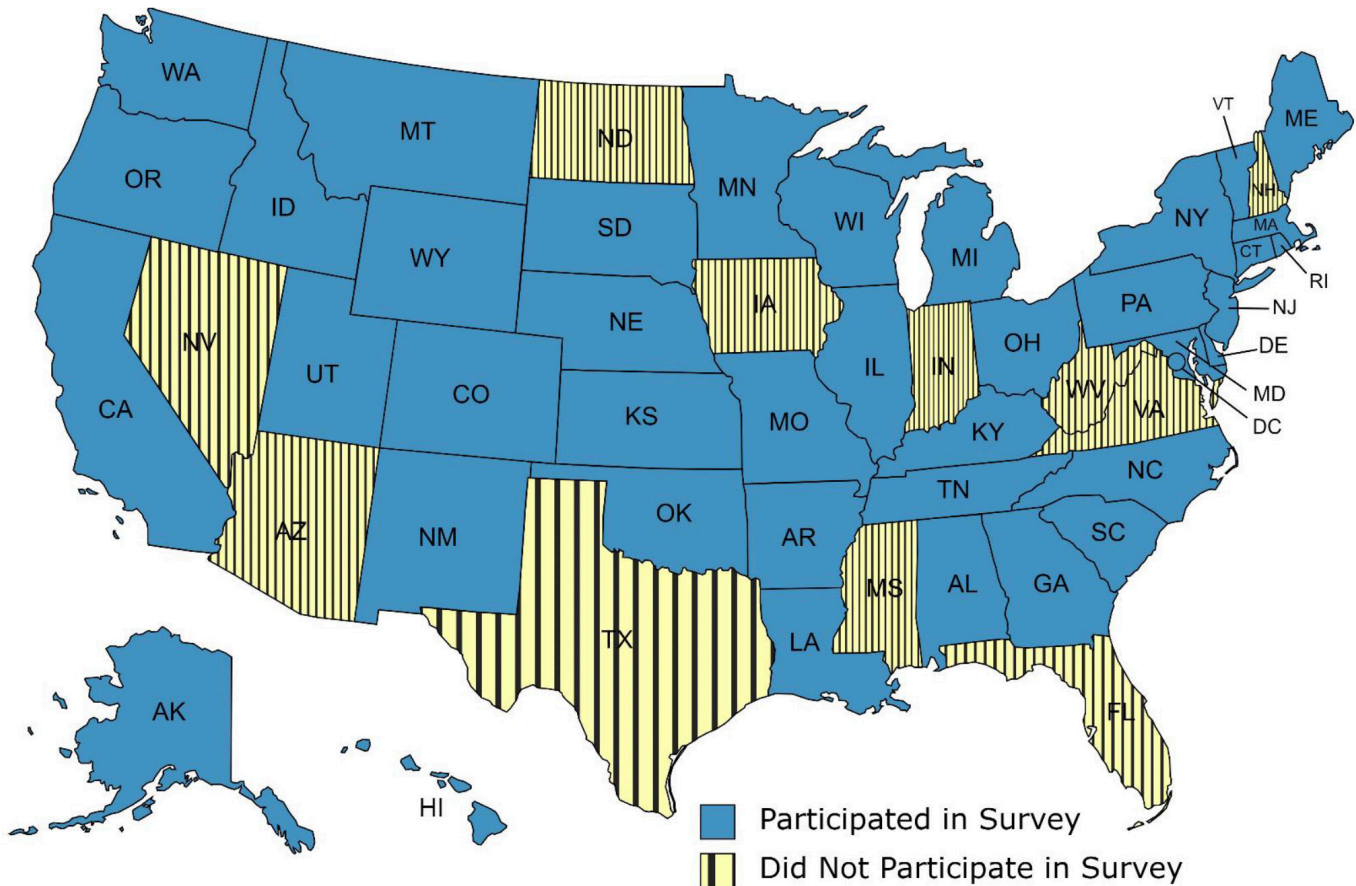 WA
MT
ND
MN
VT
ME
OR
ID
SD
WI
NY
NH
MA
WY
MI
CT
RI
IA
PA
NJ
NE
NV
OH
DE
UT
IL
IN
CO
WV
MD
CA
VA
KS
MO
DC
KY
NC
TN
OK
AZ
NM
AR
SC
MS
AL
GA
TX
LA
AK
FL
HI
Participated in Survey
Did Not Participate in Survey